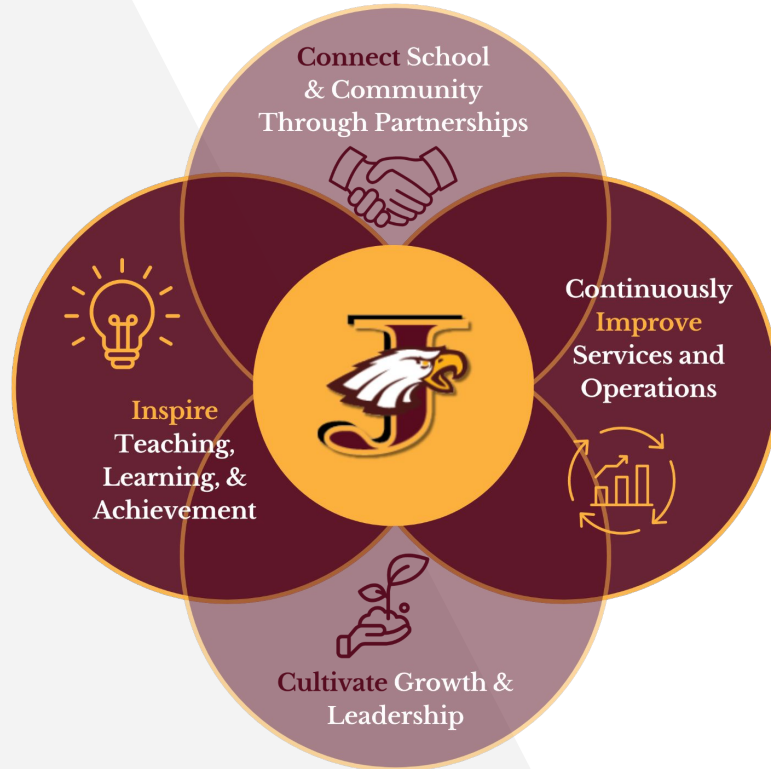 Connect School
& Community
Through Partnerships
Inspire
Teaching,
Learning, &
Achievement
J
Continuously
Improve
Services and
Operations
Cultivate Growth &
Leadership